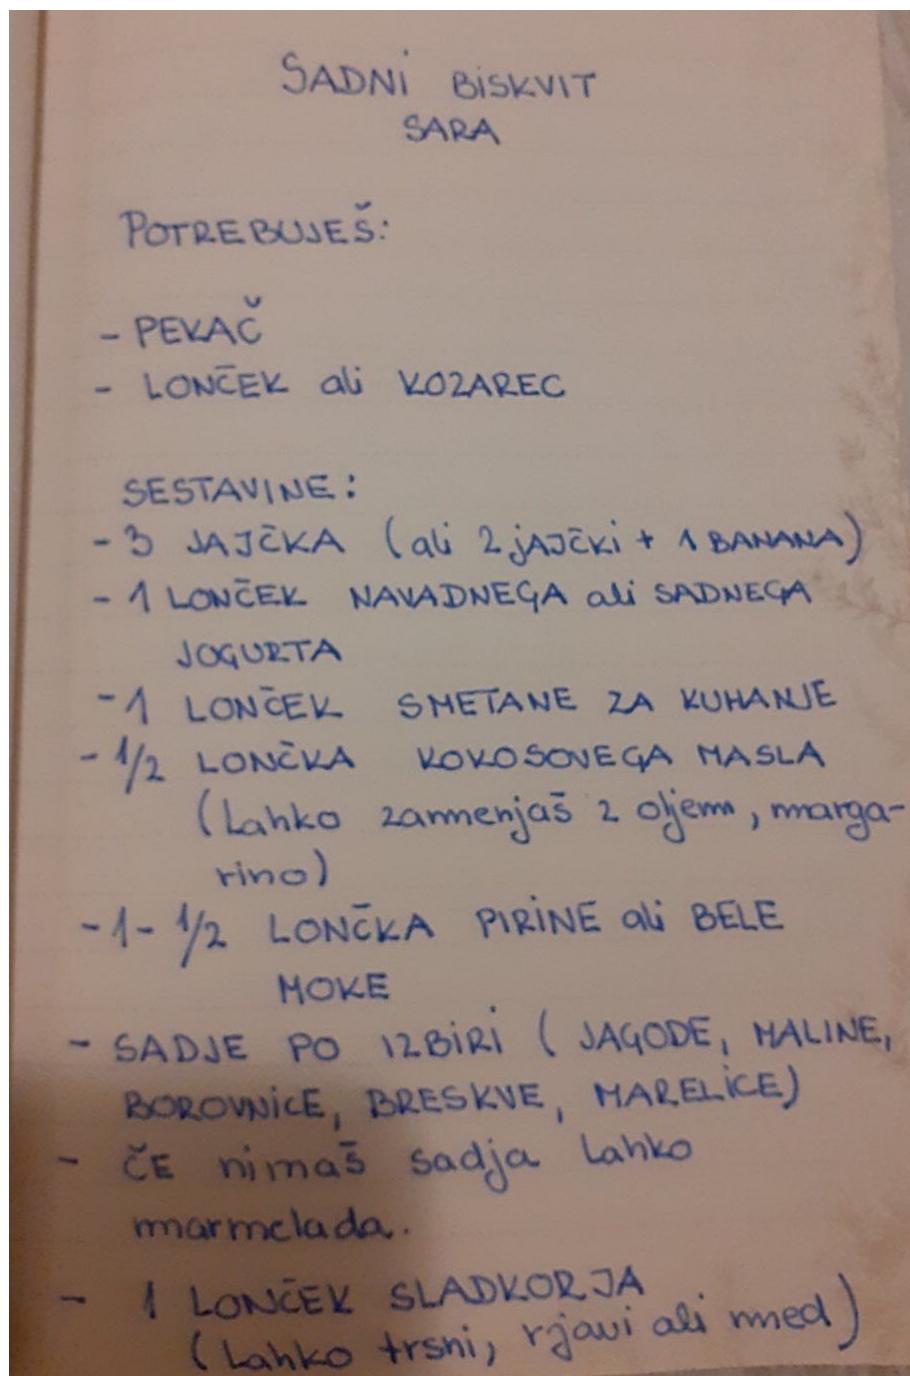 SADNI BISKVIT
SARA
POTREBUJEŠ:
- PEKAČ
- LONČEK ali KOZAREC
SESTAVINE:
- 3 JAJČKA (ali 2 jAJČKi + 1 BANANA)
- 1 LONČEK NAVADNEGA ali SADNEGA
JOGURTA
- 1 LONČEK SMETANE ZA KUHANJE
- 1/2 LONČKA KOKOSOVEGA MASLA
(Lahko zammenjaš z oljem, marga-
rino)
- 1 - 1/2 LONČKA PIRINE ali BELE
MOKE
- SADJE PO IZBIRI ( JAGODE, MALINE,
BOROVNICE, BRESKVE, MARELICE)
- ČE nimaš sadja Lahko
marmelada.
- 1 LONČEK SLADKORJA
(Lahko trsni, rjavi ali med)